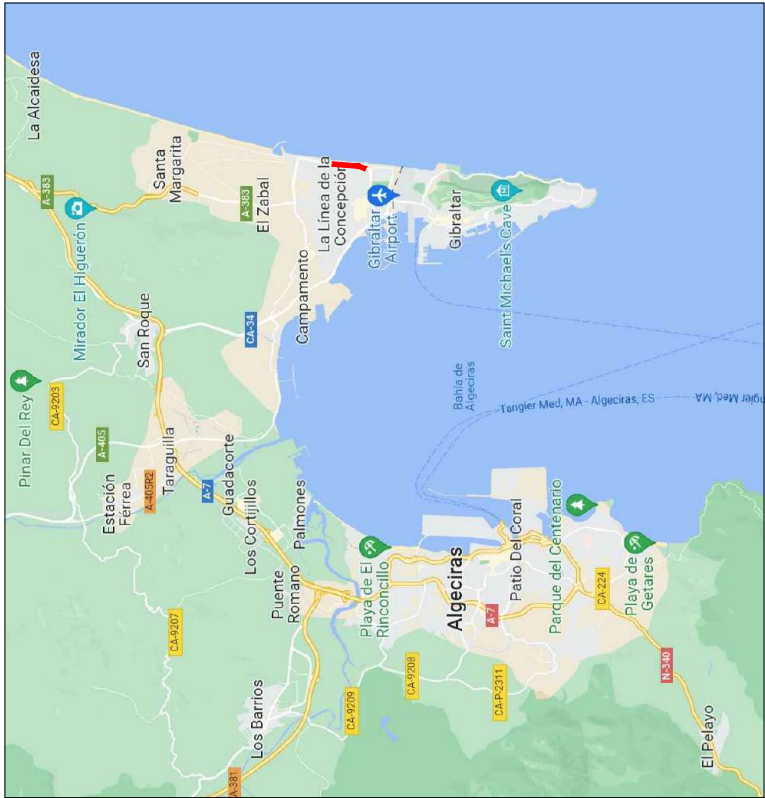 La Alcaidesa
A-383
Mirador El Higuerón
Santa
Margarita
A-383
El Zabal
La Línea de la
Concepción
Gibraltar
Airport
Gibraltar
Saint Michael's Cave
Pinar Del Rey
CA-9203
San Roque
CA-34
Campamento
A-405
Estación
Férrea
A-405R2
Taraguilla
A-7
Guadacorte
Los Cortijillos
Palmones
Bahía de
Algeciras
Tangier Med, MA - Algeciras, ES
ngier Med, MA
CA-9207
Puente
Romano
Playa de El
Rinconcillo
Algeciras
Patio Del Coral
Parque del Centenario
A-7
CA-224
Playa de
Getares
Los Barrios
CA-9209
CA-9208
CA-P-2311
N-340
A-381
El Pelayo